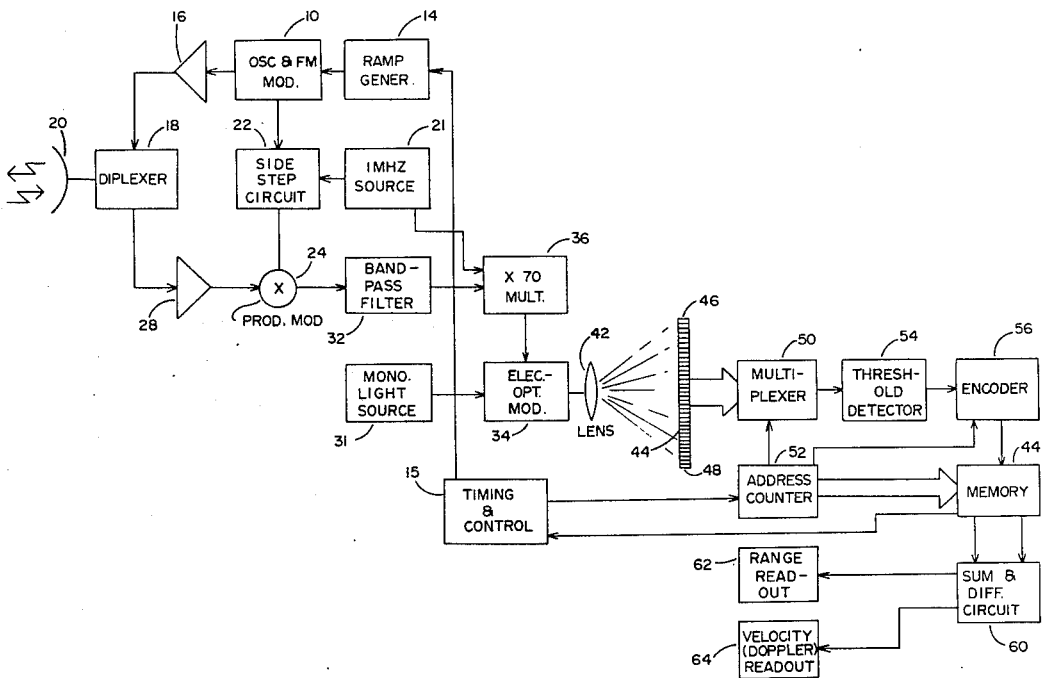 16
10
14
OSC & FM
MOD.
RAMP
GENER.
20
18
22
21
DIPLEXER
SIDE
STEP
CIRCUIT
1MHZ
SOURCE
36
24
X
28
PROD. MOD
BAND-
PASS
FILTER
32
X 70
MULT.
46
42
50
54
56
MONO.
LIGHT
SOURCE
31
ELEC.-
OPT.
MOD.
34
LENS
44
48
MULTI-
PLEXER
THRESH-
OLD
DETECTOR
ENCODER
52
44
15
TIMING
&
CONTROL
ADDRESS
COUNTER
MEMORY
62
RANGE
READ-
OUT
SUM &
DIFF.
CIRCUIT
60
64
VELOCITY
(DOPPLER)
READOUT